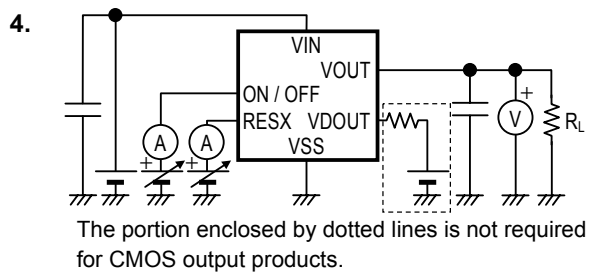 4.
VIN
VOUT
ON / OFF
RESX VDOUT
VSS
A
A
V
+
+
+
RL
The portion enclosed by dotted lines is not required
for CMOS output products.